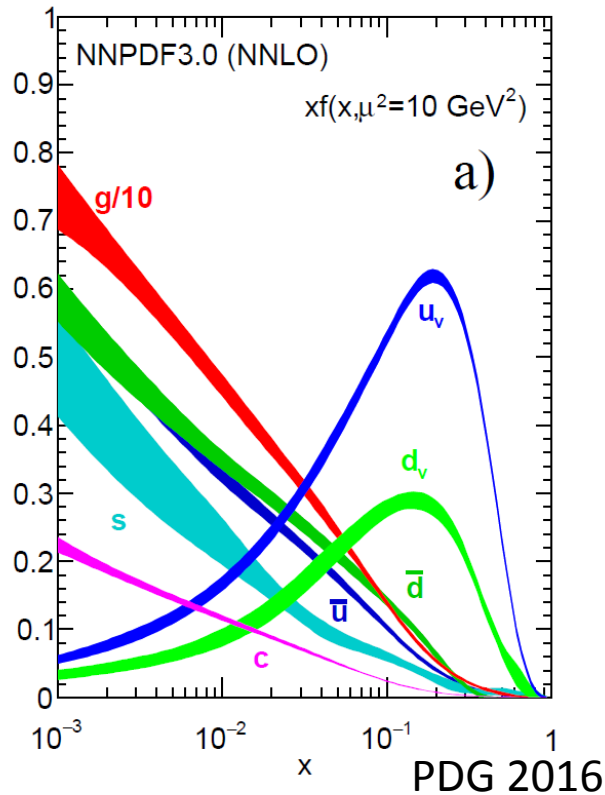 NNPDF3.0 (NNLO)
xf(x,μ²=10 GeV²)
a)
g/10
u_v
d_v
s
u̅
d̅
c
1
0.9
0.8
0.7
0.6
0.5
0.4
0.3
0.2
0.1
0
10⁻³ 10⁻² 10⁻¹ 1
x
PDG 2016